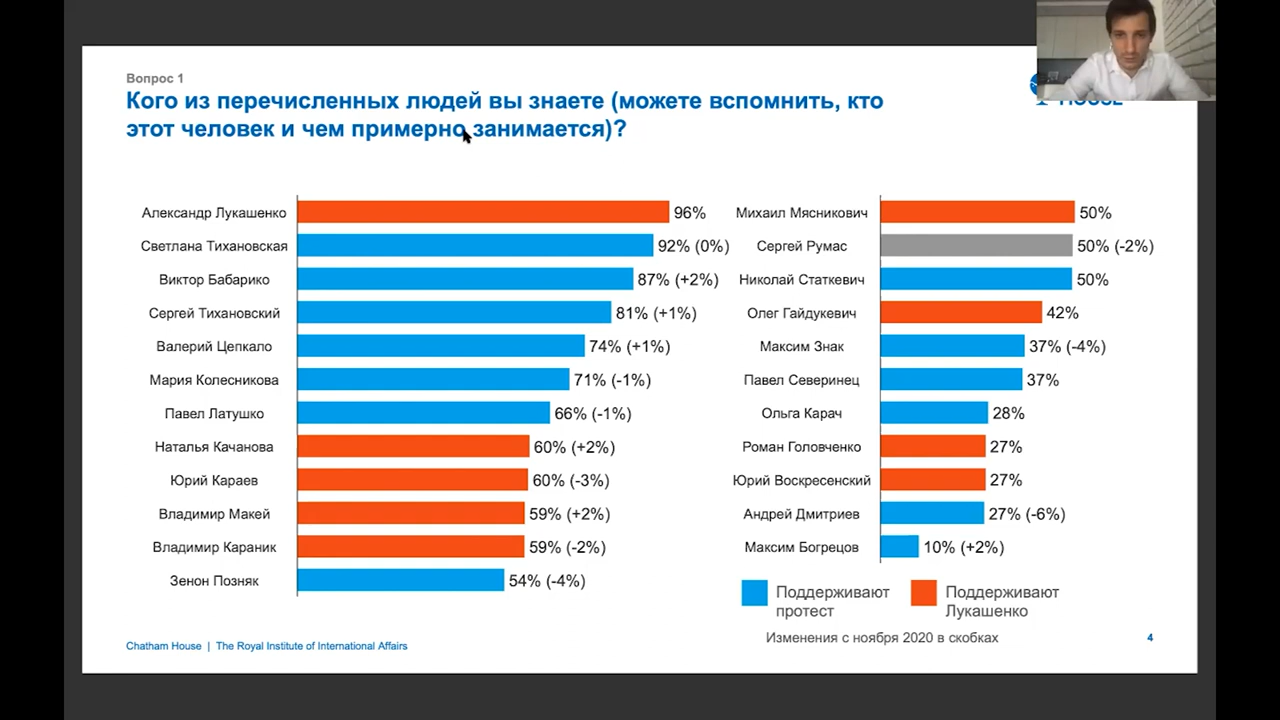 Вопрос 1
Кого из перечисленных людей вы знаете (можете вспомнить, кто
этот человек и чем примерно занимается)?
HOUSE
Александр Лукашенко 96%
Светлана Тихановская 92% (0%)
Виктор Бабарико 87% (+2%)
Сергей Тихановский 81% (+1%)
Валерий Цепкало 74% (+1%)
Мария Колесникова 71% (-1%)
Павел Латушко 66% (-1%)
Наталья Качанова 60% (+2%)
Юрий Караев 60% (-3%)
Владимир Макей 59% (+2%)
Владимир Караник 59% (-2%)
Зенон Позняк 54% (-4%)
Михаил Мясникович 50%
Сергей Румас 50% (-2%)
Николай Статкевич 50%
Олег Гайдукевич 42%
Максим Знак 37% (-4%)
Павел Северинец 37%
Ольга Карач 28%
Роман Головченко 27%
Юрий Воскресенский 27%
Андрей Дмитриев 27% (-6%)
Максим Богрецов 10% (+2%)
Поддерживают
протест
Поддерживают
Лукашенко
Изменения с ноября 2020 в скобках
Chatham House | The Royal Institute of International Affairs
4